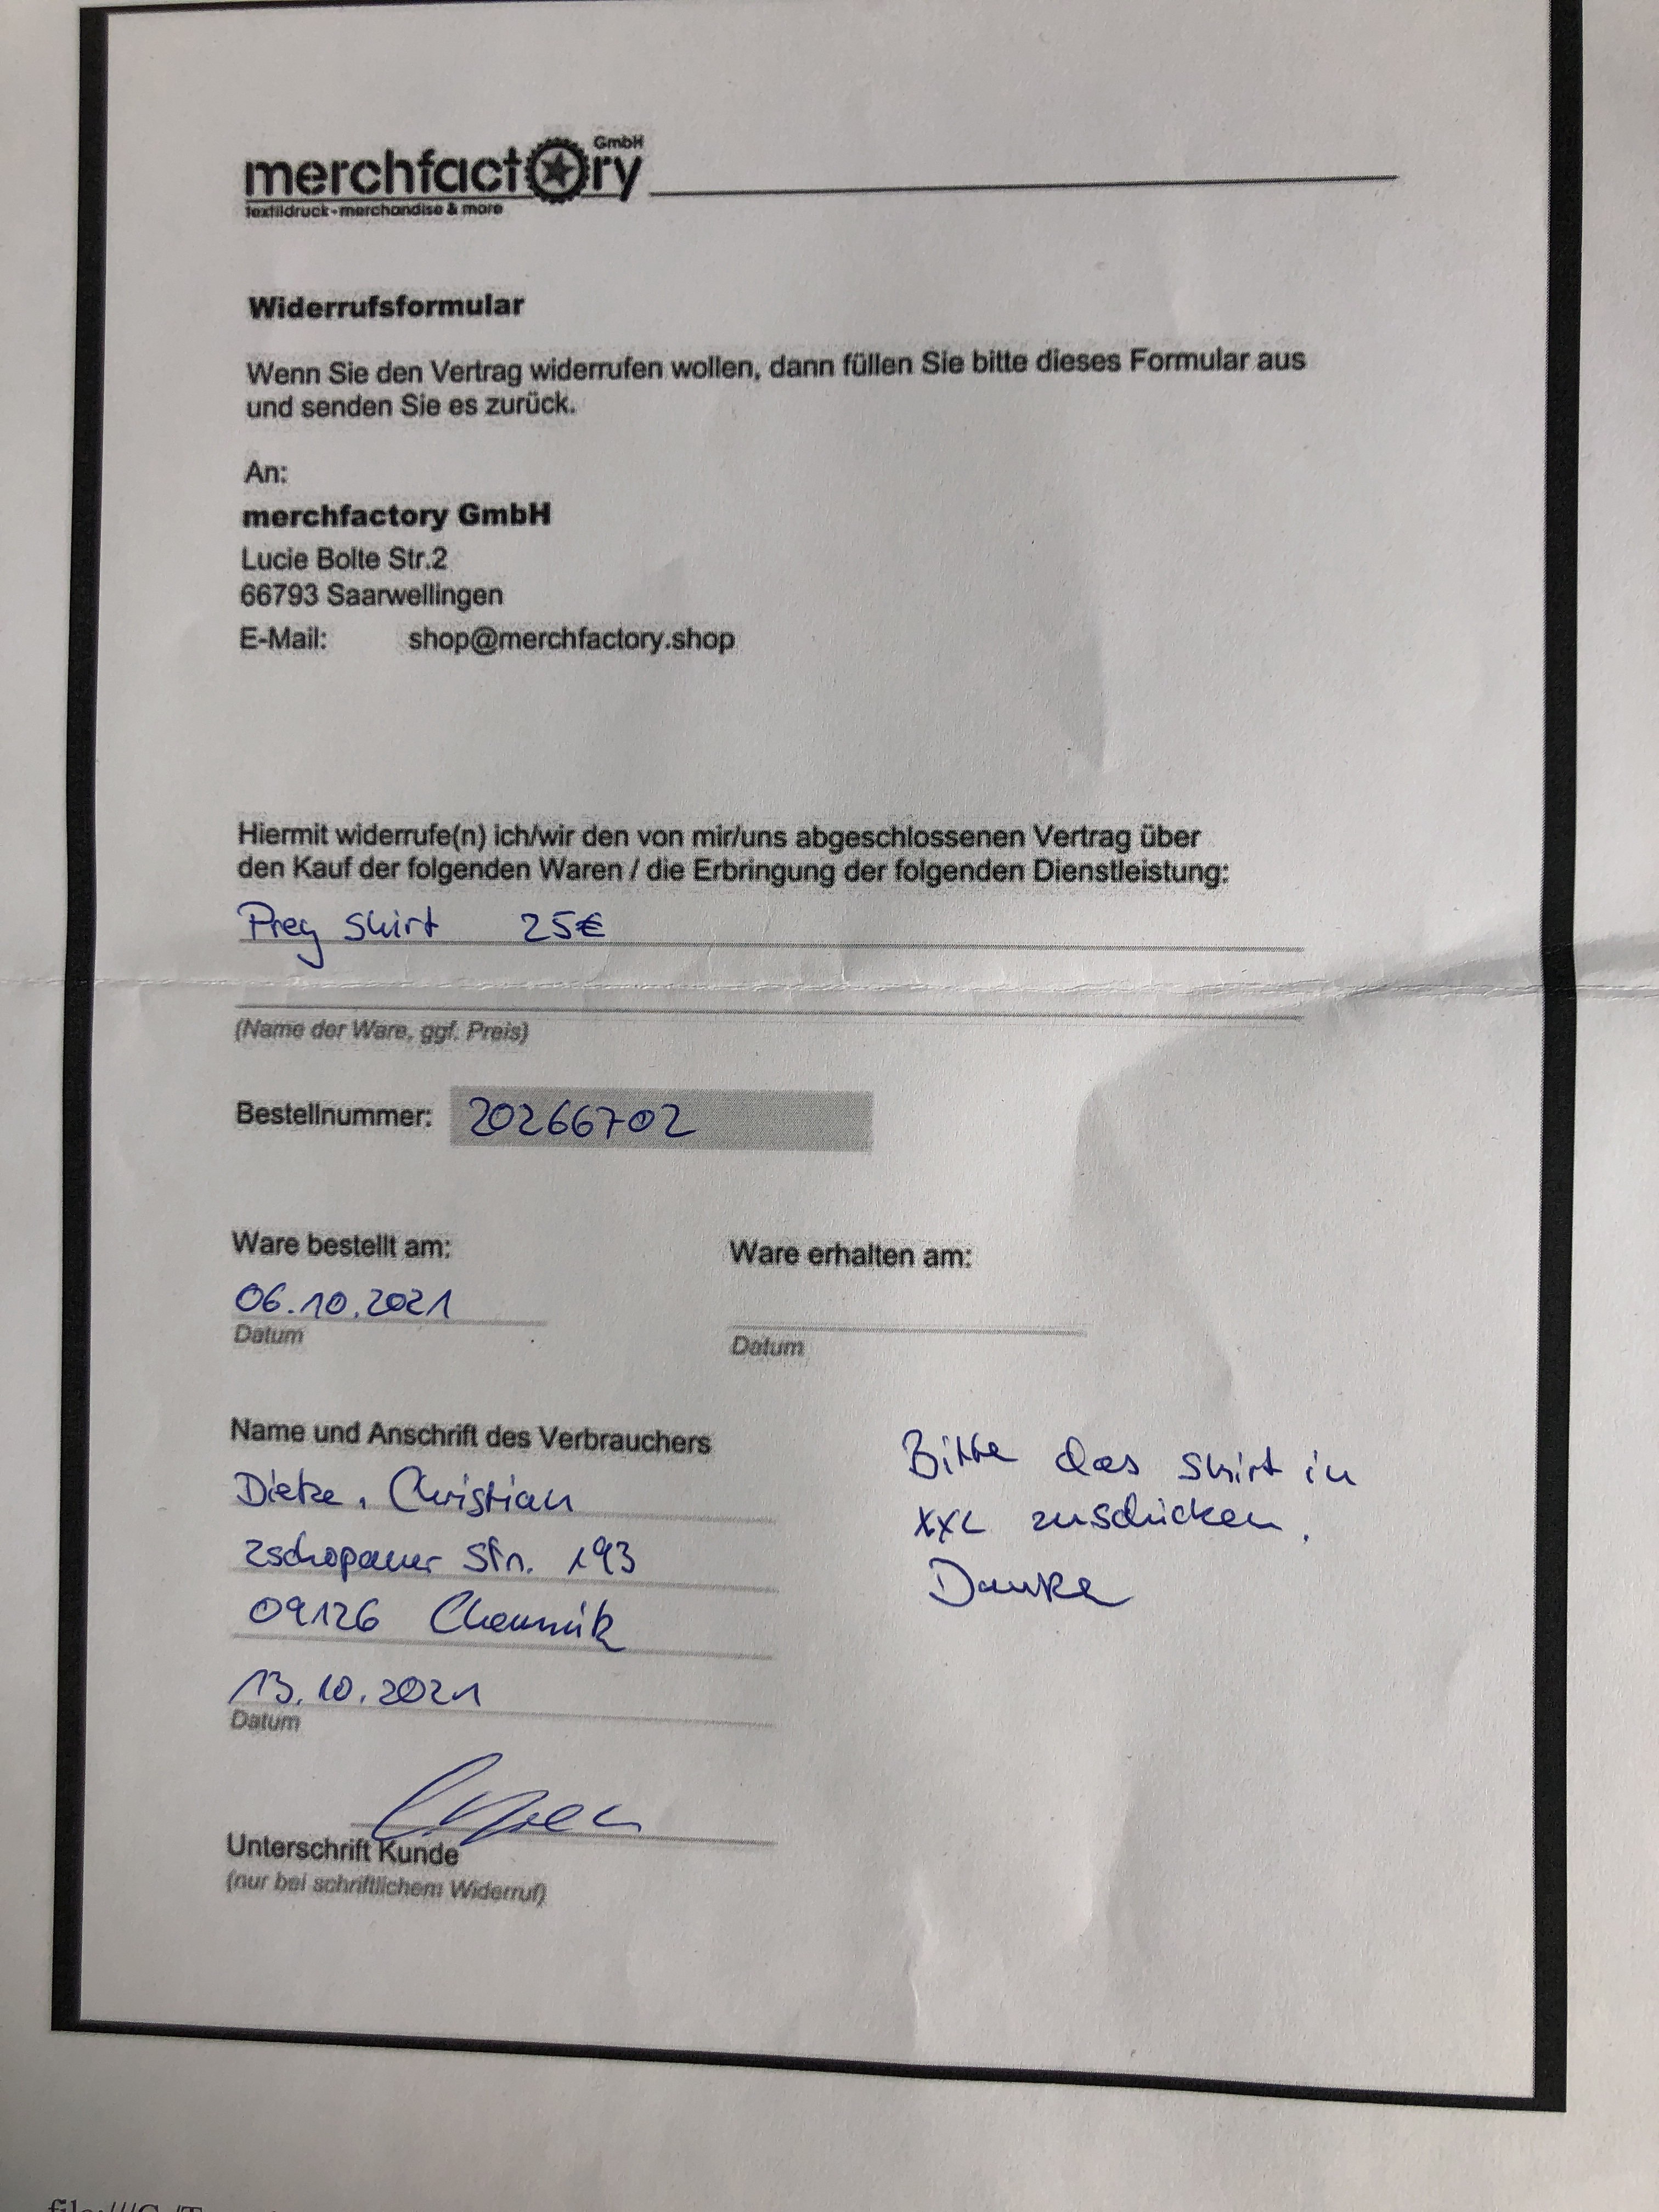 merchfactory GmbH
textildruck-merchandise & more
Widerrufsformular
Wenn Sie den Vertrag widerrufen wollen, dann füllen Sie bitte dieses Formular aus
und senden Sie es zurück.
An:
merchfactory GmbH
Lucie Bolte Str.2
66793 Saarwellingen
E-Mail: shop@merchfactory.shop
Hiermit widerrufe(n) ich/wir den von mir/uns abgeschlossenen Vertrag über
den Kauf der folgenden Waren / die Erbringung der folgenden Dienstleistung:
Prey Shirt 25€
(Name der Ware, ggf. Preis)
Bestellnummer: 20266702
Ware bestellt am: Ware erhalten am:
06.10.2021
Datum Datum
Name und Anschrift des Verbrauchers
Dietze, Christian
Zschopauer Str. 193
09126 Chemnitz
13.10.2021
Datum
Bitte das Shirt in
XXL zuschicken.
Danke
Unterschrift Kunde
(nur bei schriftlichem Widerruf)